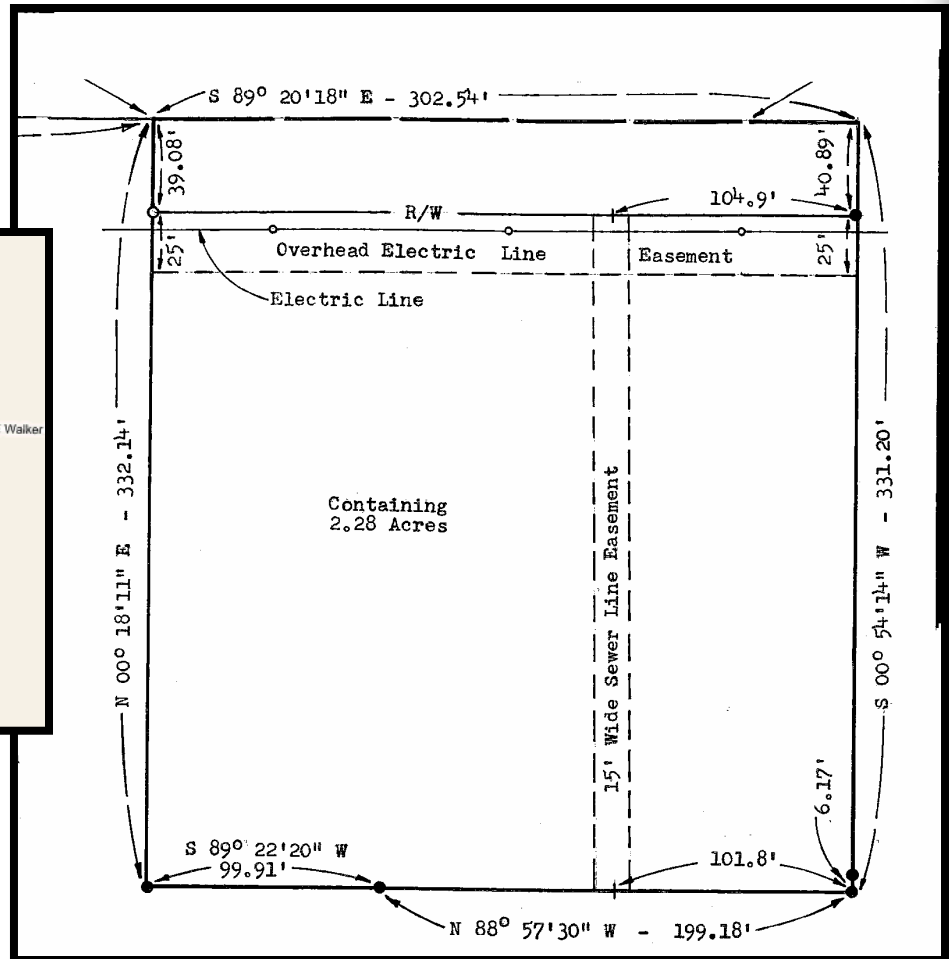 S 89° 20'18" E - 302.54'
39.08'
40.89'
104.9'
R/W
25'
Overhead Electric Line Easement
25'
Electric Line
Walker
N 00° 18'11" E - 332.14'
S 00° 54'14" W - 331.20'
Containing
2.28 Acres
15' Wide Sewer Line Easement
6.17'
S 89° 22'20" W
99.91'
101.8'
N 88° 57'30" W - 199.18'